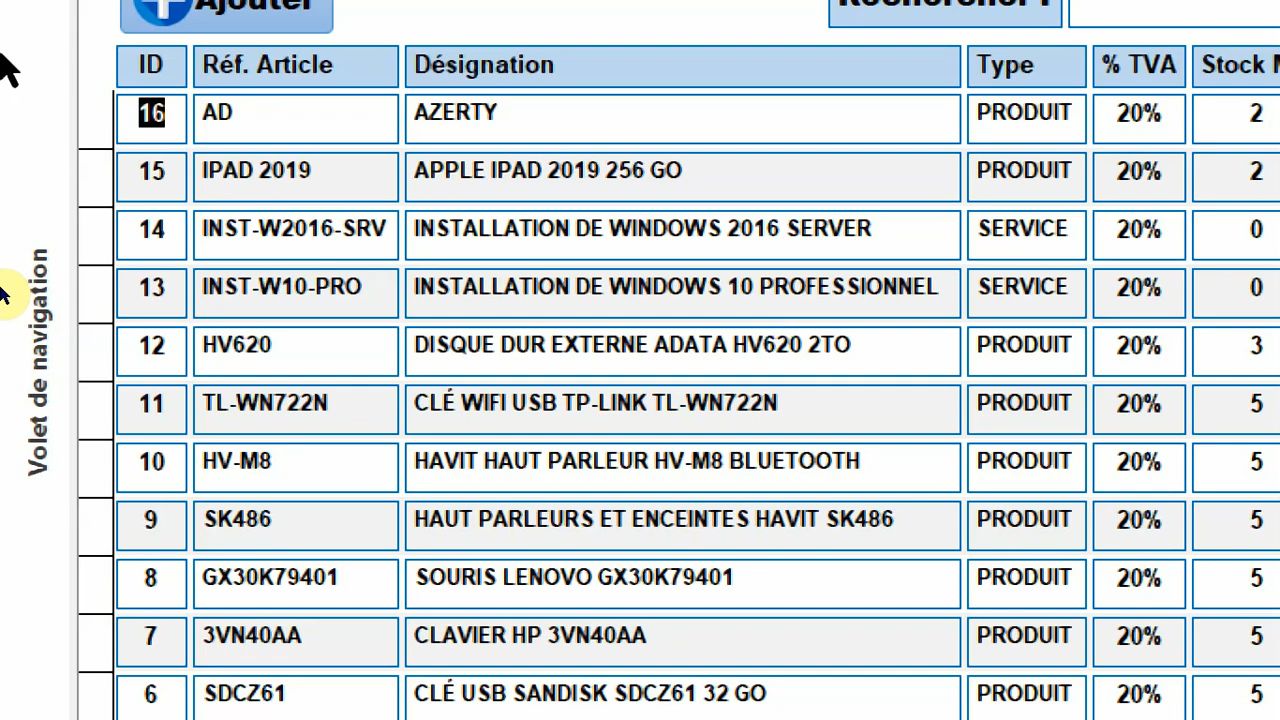 Ajouter
Rechercher :
ID Réf. Article Désignation Type % TVA Stock M
16 AD AZERTY PRODUIT 20% 2
15 IPAD 2019 APPLE IPAD 2019 256 GO PRODUIT 20% 2
14 INST-W2016-SRV INSTALLATION DE WINDOWS 2016 SERVER SERVICE 20% 0
13 INST-W10-PRO INSTALLATION DE WINDOWS 10 PROFESSIONNEL SERVICE 20% 0
12 HV620 DISQUE DUR EXTERNE ADATA HV620 2TO PRODUIT 20% 3
11 TL-WN722N CLÉ WIFI USB TP-LINK TL-WN722N PRODUIT 20% 5
10 HV-M8 HAVIT HAUT PARLEUR HV-M8 BLUETOOTH PRODUIT 20% 5
9 SK486 HAUT PARLEURS ET ENCEINTES HAVIT SK486 PRODUIT 20% 5
8 GX30K79401 SOURIS LENOVO GX30K79401 PRODUIT 20% 5
7 3VN40AA CLAVIER HP 3VN40AA PRODUIT 20% 5
6 SDCZ61 CLÉ USB SANDISK SDCZ61 32 GO PRODUIT 20% 5
Volet de navigation